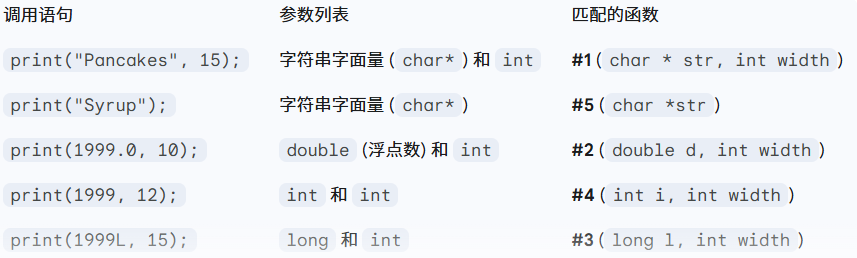 调用语句 参数列表 匹配的函数
print("Pancakes", 15); 字符串字面量 (char*) 和 int #1 (char * str, int width)
print("Syrup"); 字符串字面量 (char*) #5 (char *str)
print(1999.0, 10); double (浮点数) 和 int #2 (double d, int width)
print(1999, 12); int 和 int #4 (int i, int width)
print(1999L, 15); long 和 int #3 (long l, int width)